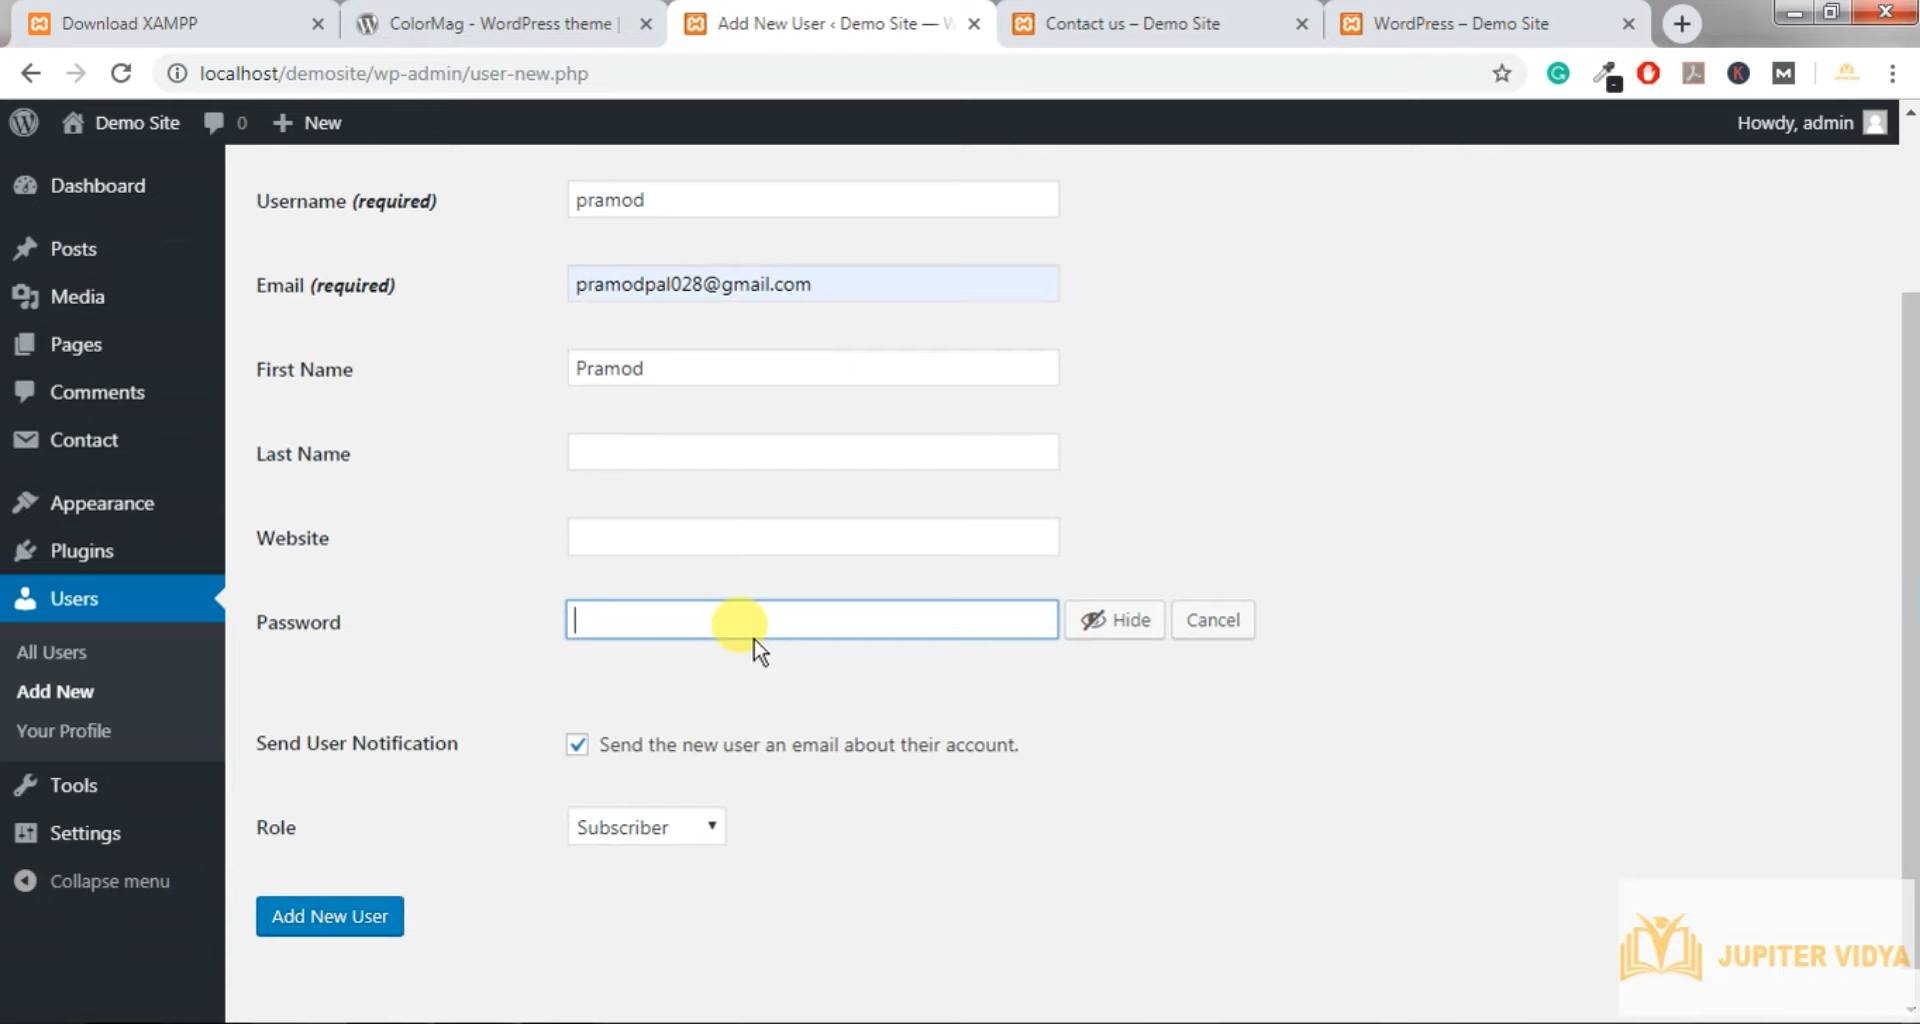 Download XAMPP
ColorMag - WordPress theme |
Add New User ‹ Demo Site — W
Contact us – Demo Site
WordPress – Demo Site
localhost/demosite/wp-admin/user-new.php
Demo Site
0
New
Howdy, admin
Dashboard
Posts
Media
Pages
Comments
Contact
Appearance
Plugins
Users
All Users
Add New
Your Profile
Tools
Settings
Collapse menu
Username (required)
pramod
Email (required)
pramodpal028@gmail.com
First Name
Pramod
Last Name
Website
Password
Hide
Cancel
Send User Notification
Send the new user an email about their account.
Role
Subscriber
Add New User
JUPITER VIDYA